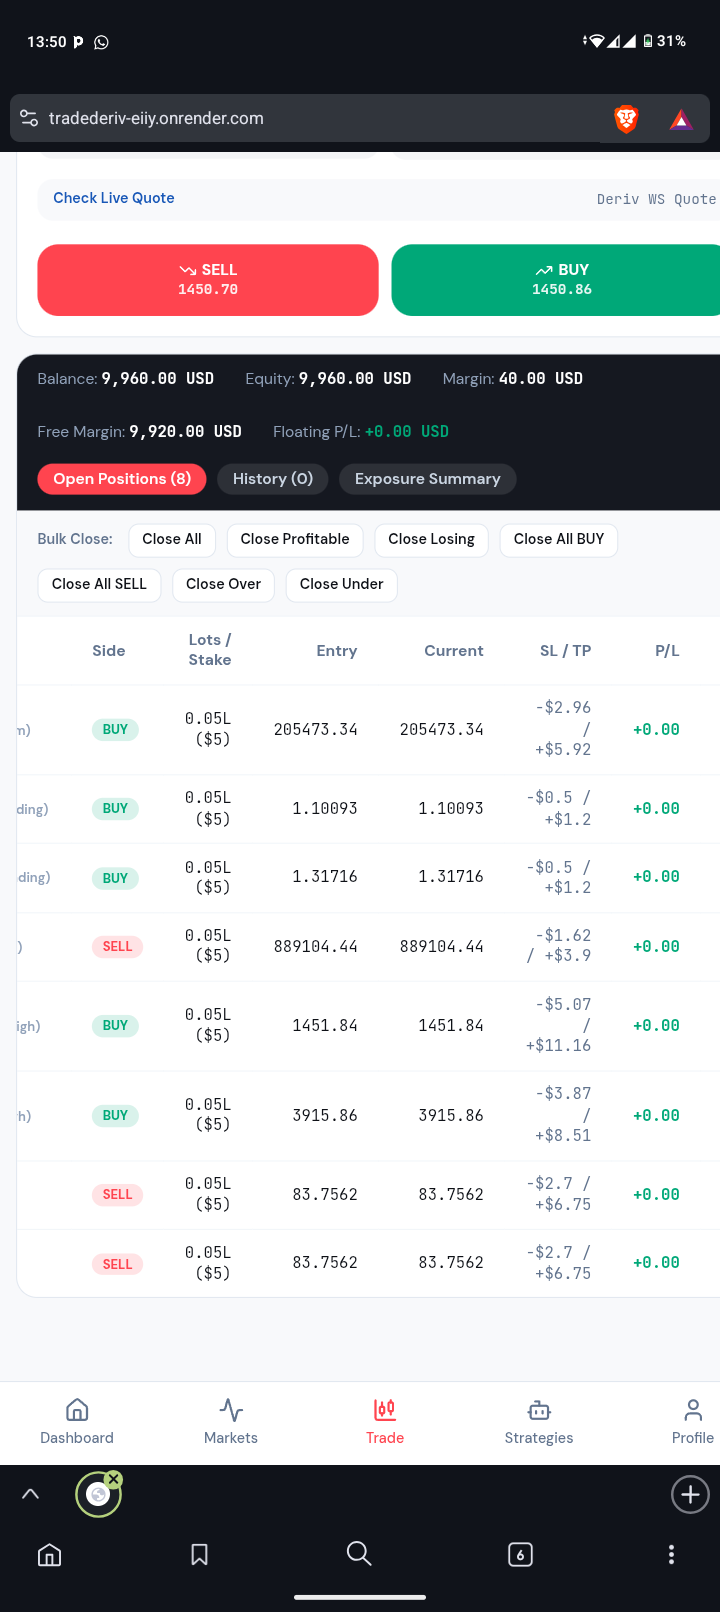 13:50
31%
tradederiv-eiiy.onrender.com
Check Live Quote
Deriv WS Quote
SELL
1450.70
BUY
1450.86
Balance: 9,960.00 USD Equity: 9,960.00 USD Margin: 40.00 USD
Free Margin: 9,920.00 USD Floating P/L: +0.00 USD
Open Positions (8) History (0) Exposure Summary
Bulk Close: Close All Close Profitable Close Losing Close All BUY
Close All SELL Close Over Close Under
Side Lots / Stake Entry Current SL / TP P/L
m) BUY 0.05L ($5) 205473.34 205473.34 -$2.96 / +$5.92 +0.00
ding) BUY 0.05L ($5) 1.10093 1.10093 -$0.5 / +$1.2 +0.00
ding) BUY 0.05L ($5) 1.31716 1.31716 -$0.5 / +$1.2 +0.00
) SELL 0.05L ($5) 889104.44 889104.44 -$1.62 / +$3.9 +0.00
igh) BUY 0.05L ($5) 1451.84 1451.84 -$5.07 / +$11.16 +0.00
h) BUY 0.05L ($5) 3915.86 3915.86 -$3.87 / +$8.51 +0.00
SELL 0.05L ($5) 83.7562 83.7562 -$2.7 / +$6.75 +0.00
SELL 0.05L ($5) 83.7562 83.7562 -$2.7 / +$6.75 +0.00
Dashboard Markets Trade Strategies Profile
6